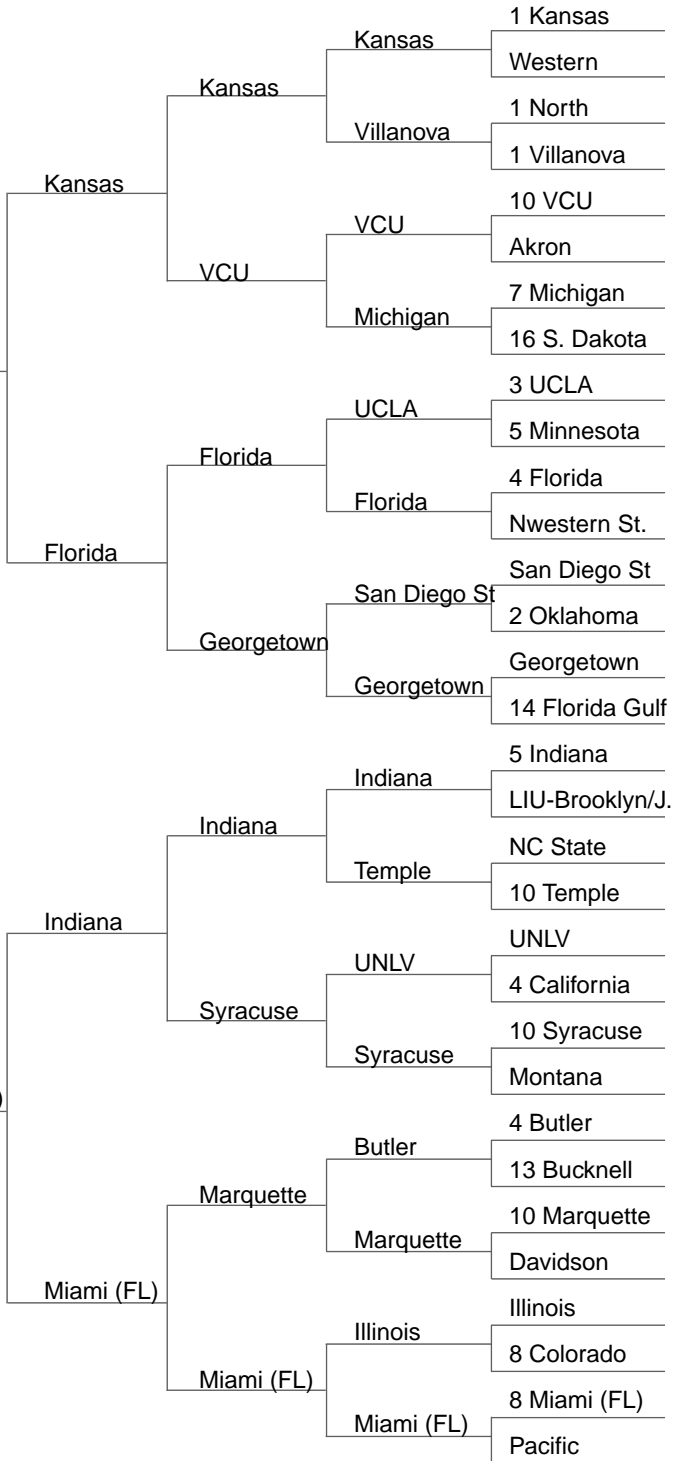 1 Kansas
Kansas
Western
Kansas
1 North
Villanova
1 Villanova
Kansas
10 VCU
VCU
Akron
VCU
7 Michigan
Michigan
16 S. Dakota
3 UCLA
UCLA
5 Minnesota
Florida
4 Florida
Florida
Nwestern St.
Florida
San Diego St
San Diego St
2 Oklahoma
Georgetown
Georgetown
Georgetown
14 Florida Gulf
5 Indiana
Indiana
LIU-Brooklyn/J.
Indiana
NC State
Temple
10 Temple
Indiana
UNLV
UNLV
4 California
Syracuse
10 Syracuse
Syracuse
Montana
)
4 Butler
Butler
13 Bucknell
Marquette
10 Marquette
Marquette
Davidson
Miami (FL)
Illinois
Illinois
8 Colorado
Miami (FL)
8 Miami (FL)
Miami (FL)
Pacific